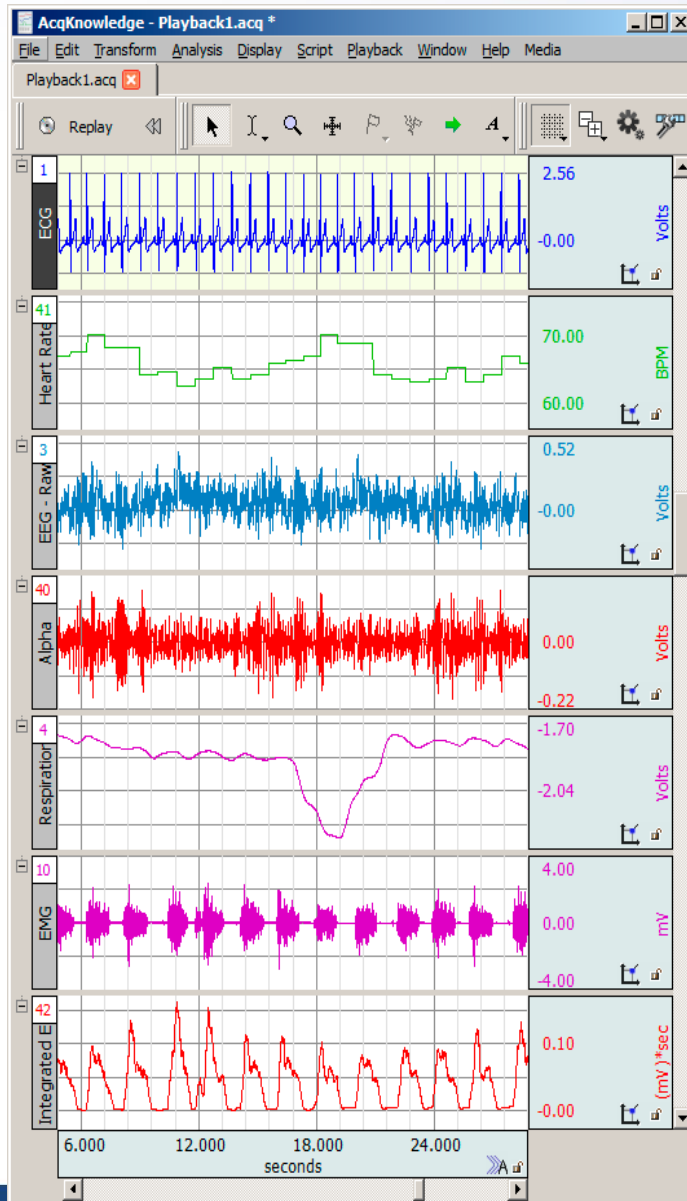 AcqKnowledge - Playback1.acq *
File Edit Transform Analysis Display Script Playback Window Help Media
Playback1.acq
Replay A
1
ECG
2.56
-0.00
Volts
41
Heart Rate
70.00
60.00
BPM
3
EEG - Raw
0.52
-0.00
Volts
40
Alpha
0.00
-0.22
Volts
4
Respiration
-1.70
-2.04
Volts
10
EMG
4.00
0.00
-4.00
mV
42
Integrated E
0.10
-0.00
(mV)*sec
6.000 12.000 18.000 24.000
seconds
A